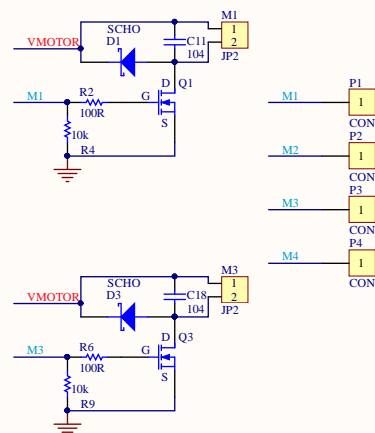 SCHO
M1
VMOTOR
D1
C11
104
1
2
JP2
D
Q1
M1
R2
G
100R
S
10k
R4
P1
M1
1
CON
P2
M2
1
CON
P3
M3
1
CON
P4
M4
1
CON
SCHO
M3
VMOTOR
D3
C18
104
1
2
JP2
D
Q3
M3
R6
G
100R
S
10k
R9